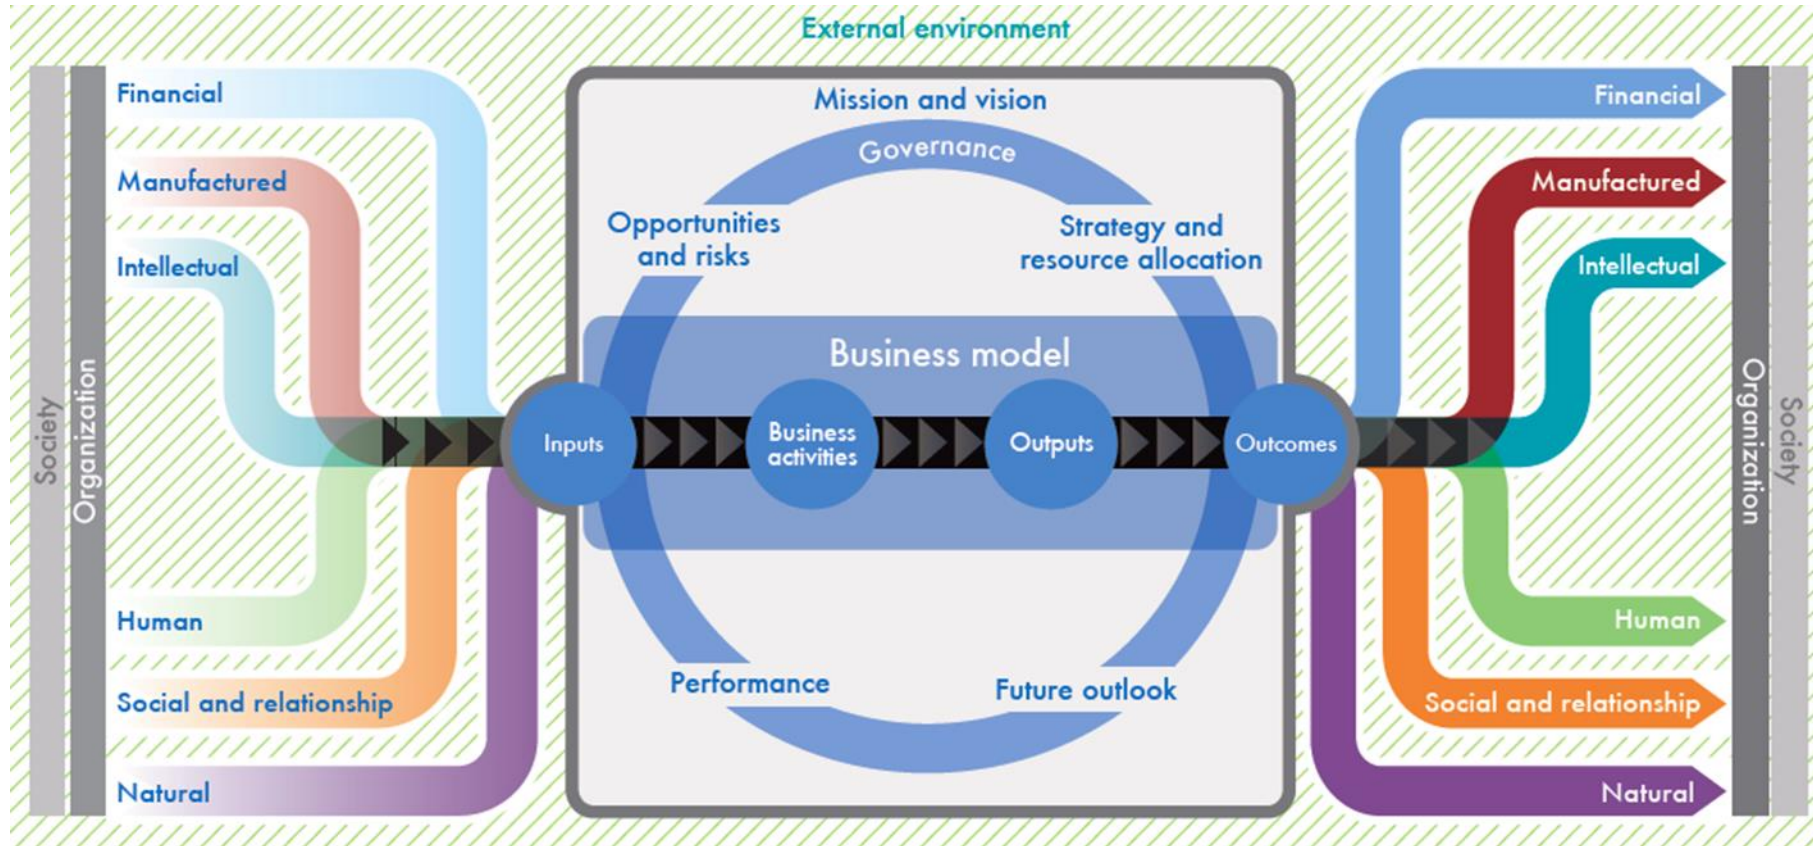 External environment
Society
Organization
Financial
Manufactured
Intellectual
Human
Social and relationship
Natural
Mission and vision
Governance
Opportunities
and risks
Strategy and
resource allocation
Business model
Inputs
Business
activities
Outputs
Outcomes
Performance
Future outlook
Financial
Manufactured
Intellectual
Human
Social and relationship
Natural
Organization
Society